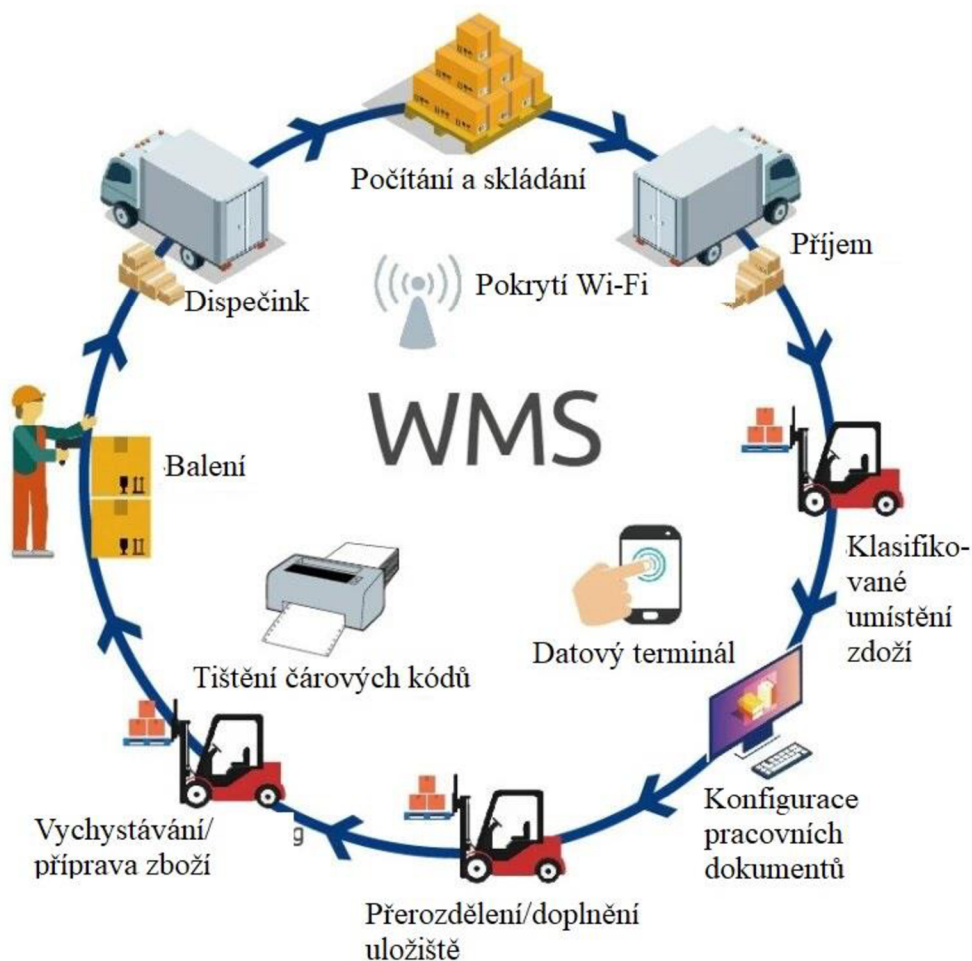 Počítání a skládání
Příjem
Pokrytí Wi-Fi
Dispečink
WMS
Balení
Klasifiko-
vané
umístění
zdoží
Datový terminál
Tištění čárových kódů
Konfigurace
pracovních
dokumentů
Vychystávání/
příprava zboží
g
Přerozdělení/doplnění
uložiště